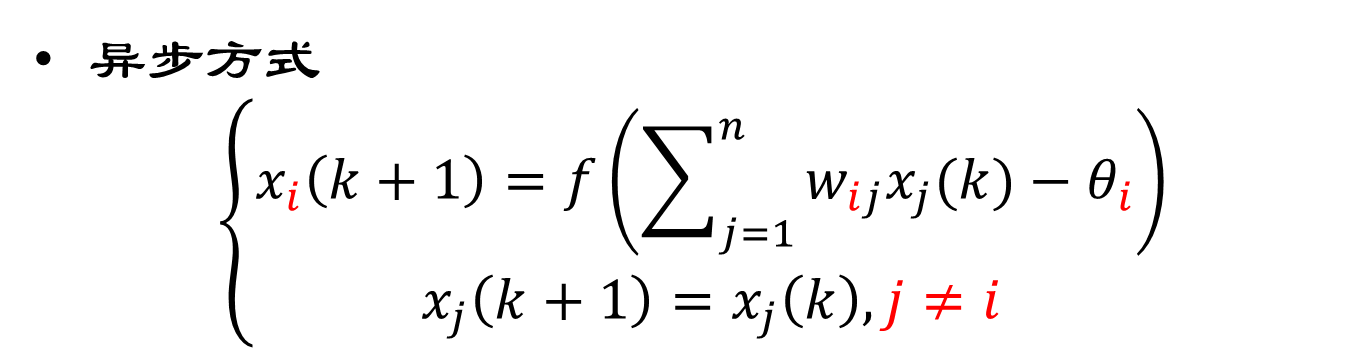 • 异步方式
x_i(k + 1) = f(∑_{j=1}^{n} w_{ij}x_j(k) − θ_i)
x_j(k + 1) = x_j(k), j ≠ i